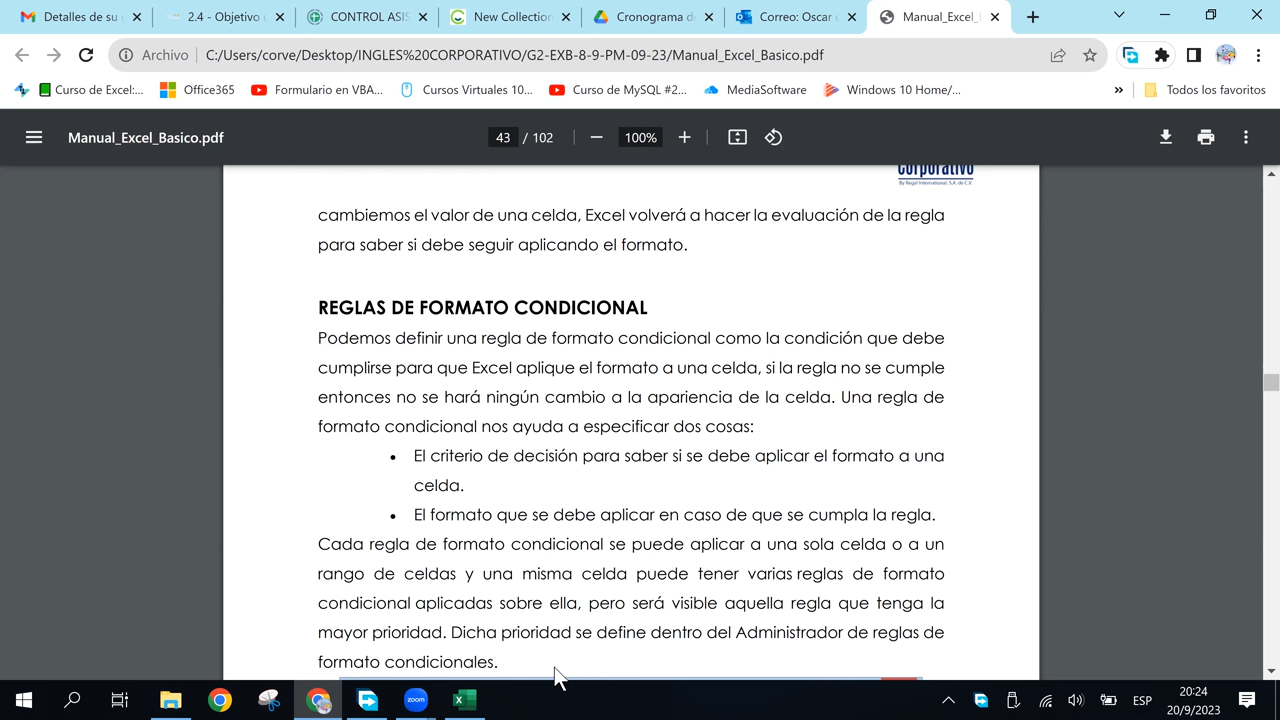 Detalles de su
2.4 - Objetivo
CONTROL ASIS
New Collection
Cronograma de
Correo: Oscar
Manual_Excel_
Archivo
C:/Users/corve/Desktop/INGLES%20CORPORATIVO/G2-EXB-8-9-PM-09-23/Manual_Excel_Basico.pdf
Curso de Excel:...
Office365
Formulario en VBA...
Cursos Virtuales 10...
Curso de MySQL #2...
MediaSoftware
Windows 10 Home/...
»
Todos los favoritos
Manual_Excel_Basico.pdf
43 / 102
100%
Corporativo
By Regal International, S.A. de C.V.
cambiemos el valor de una celda, Excel volverá a hacer la evaluación de la regla
para saber si debe seguir aplicando el formato.
REGLAS DE FORMATO CONDICIONAL
Podemos definir una regla de formato condicional como la condición que debe
cumplirse para que Excel aplique el formato a una celda, si la regla no se cumple
entonces no se hará ningún cambio a la apariencia de la celda. Una regla de
formato condicional nos ayuda a especificar dos cosas:
• El criterio de decisión para saber si se debe aplicar el formato a una
celda.
• El formato que se debe aplicar en caso de que se cumpla la regla.
Cada regla de formato condicional se puede aplicar a una sola celda o a un
rango de celdas y una misma celda puede tener varias reglas de formato
condicional aplicadas sobre ella, pero será visible aquella regla que tenga la
mayor prioridad. Dicha prioridad se define dentro del Administrador de reglas de
formato condicionales.
zoom
ESP
20:24
20/9/2023